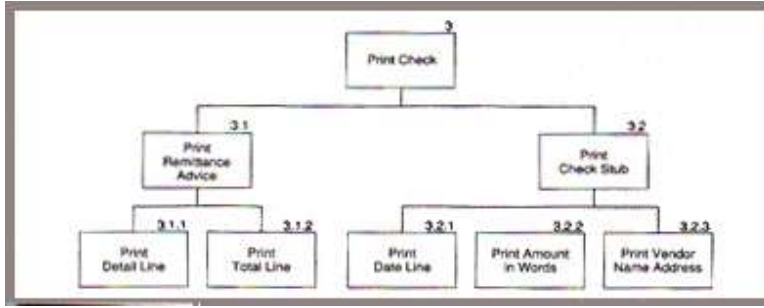 3
Print Check
3.1
Print
Remittance
Advice
3.2
Print
Check Stub
3.1.1
Print
Detail Line
3.1.2
Print
Total Line
3.2.1
Print
Date Line
3.2.2
Print Amount
in Words
3.2.3
Print Vendor
Name Address